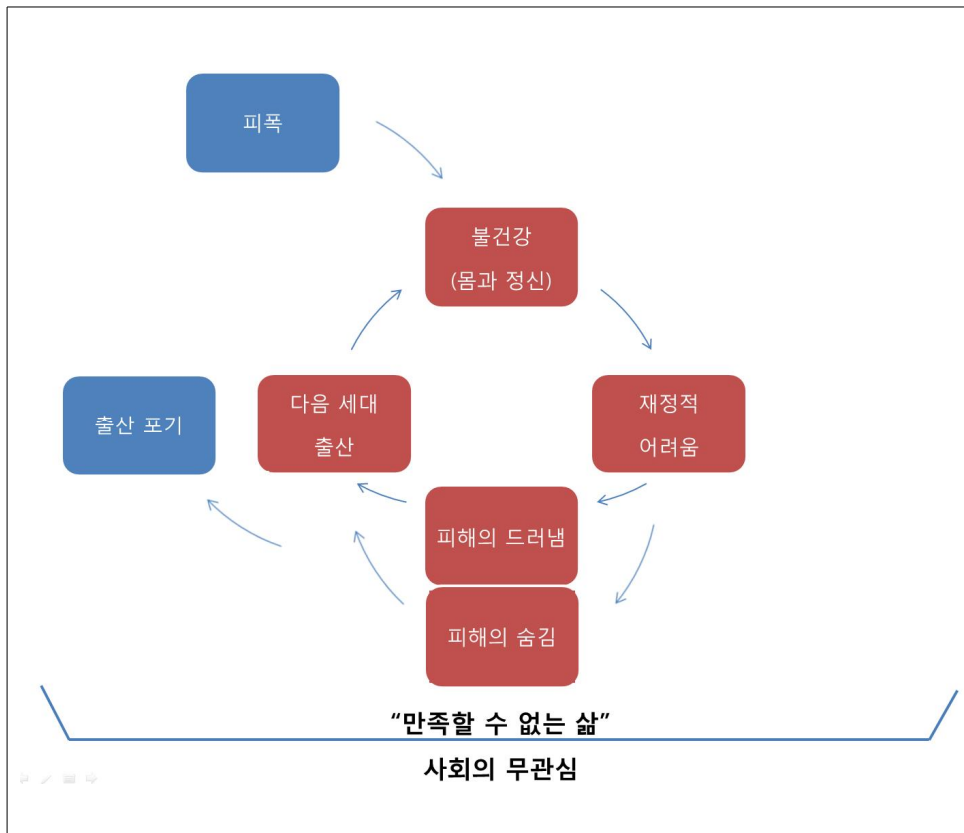 피폭
불건강
(몸과 정신)
출산 포기
다음 세대
출산
재정적
어려움
피해의 드러냄
피해의 숨김
“만족할 수 없는 삶”
사회의 무관심